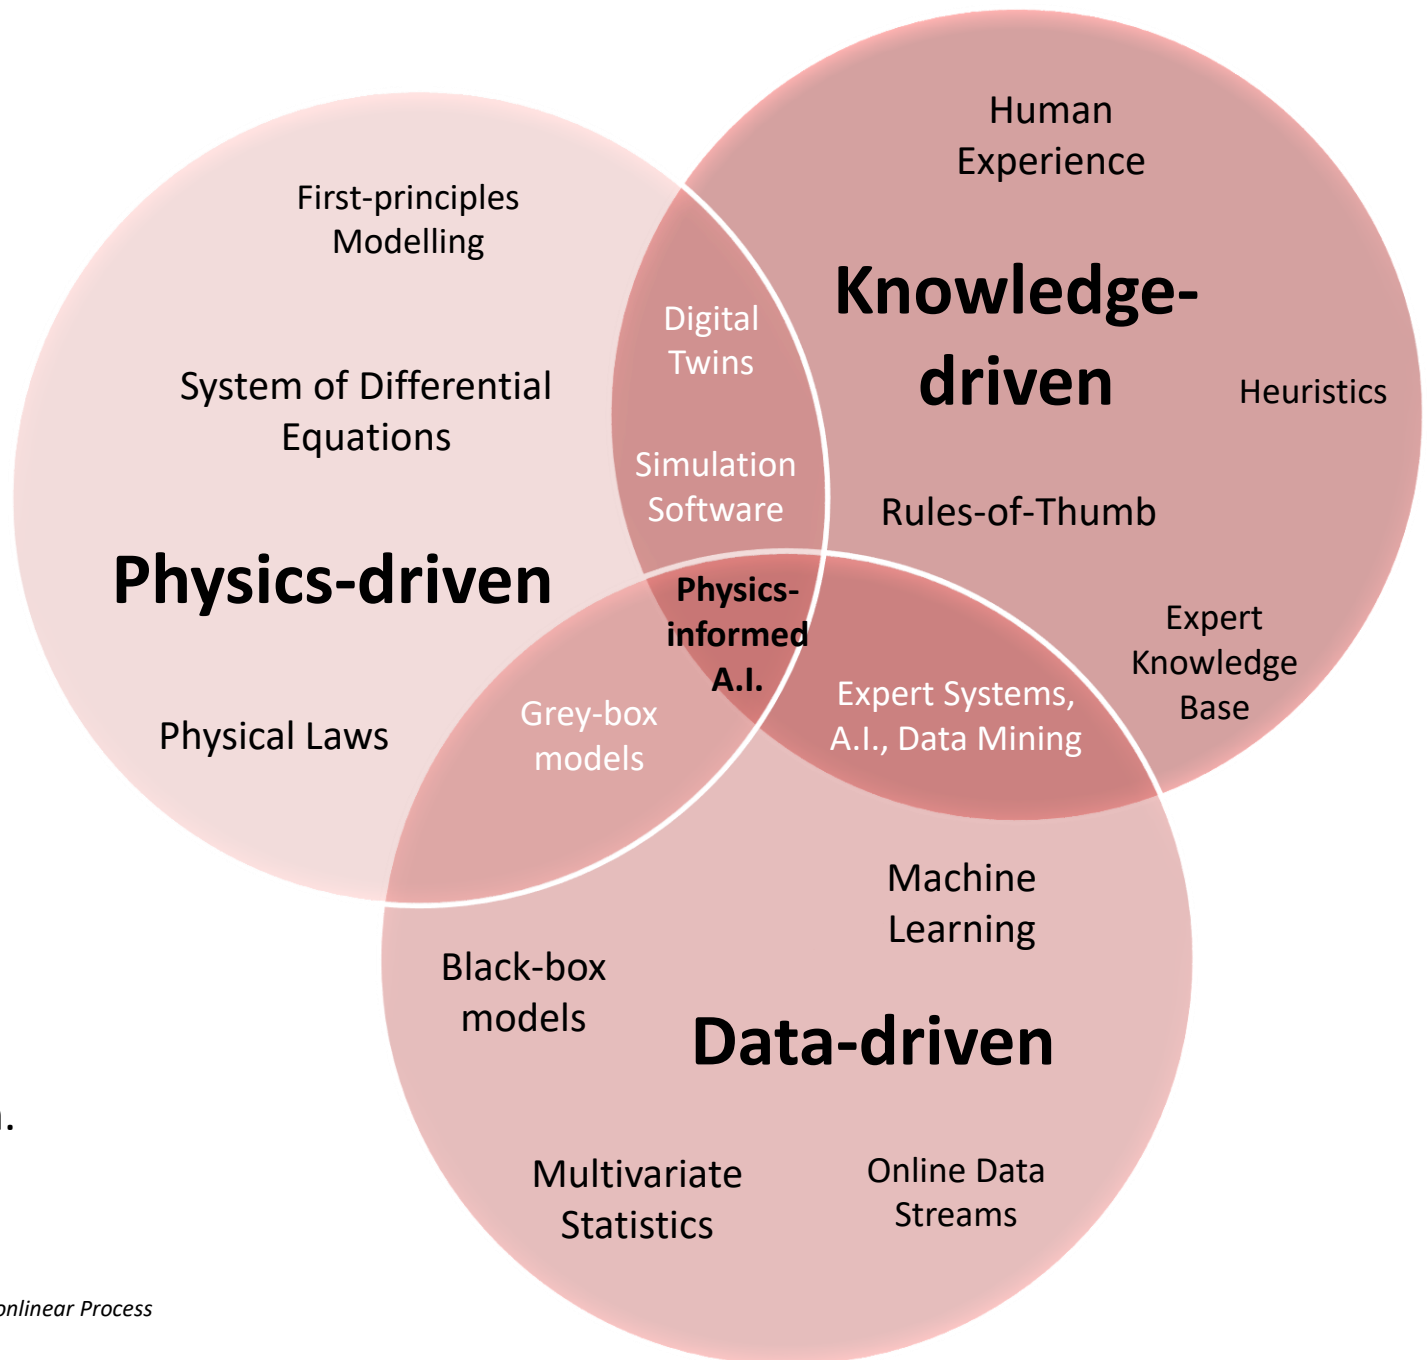 Human
Experience
First-principles
Modelling
Knowledge-
driven
Digital
Twins
System of Differential
Equations
Heuristics
Simulation
Software
Rules-of-Thumb
Physics-driven
Physics-
informed
A.I.
Expert
Knowledge
Base
Physical Laws
Grey-box
models
Expert Systems,
A.I., Data Mining
Machine
Learning
Black-box
models
Data-driven
Multivariate
Statistics
Online Data
Streams
onlinear Process